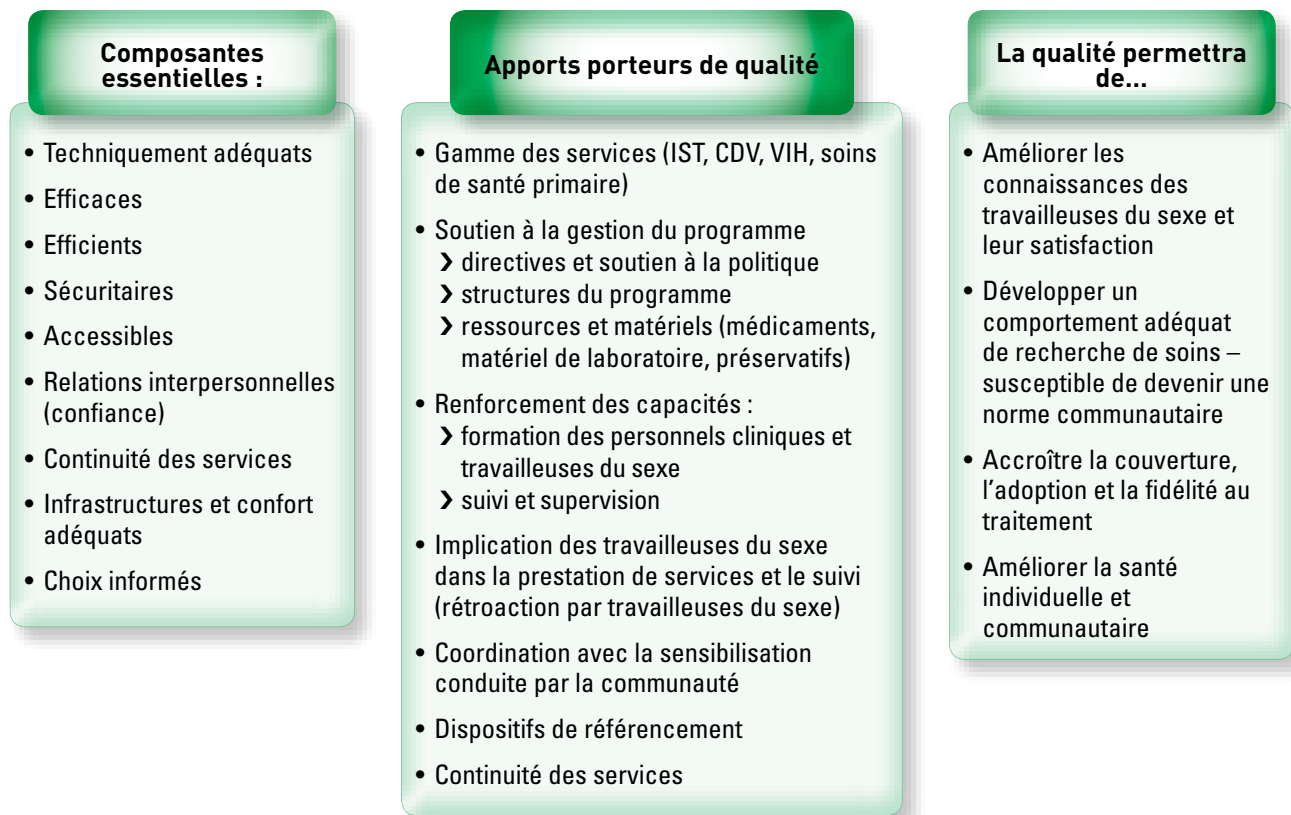 Composantes
essentielles :
• Techniquement adéquats
• Efficaces
• Efficients
• Sécuritaires
• Accessibles
• Relations interpersonnelles
(confiance)
• Continuité des services
• Infrastructures et confort
adéquats
• Choix informés
Apports porteurs de qualité
• Gamme des services (IST, CDV, VIH, soins
de santé primaire)
• Soutien à la gestion du programme
❯ directives et soutien à la politique
❯ structures du programme
❯ ressources et matériels (médicaments,
matériel de laboratoire, préservatifs)
• Renforcement des capacités :
❯ formation des personnels cliniques et
travailleuses du sexe
❯ suivi et supervision
• Implication des travailleuses du sexe
dans la prestation de services et le suivi
(rétroaction par travailleuses du sexe)
• Coordination avec la sensibilisation
conduite par la communauté
• Dispositifs de référencement
• Continuité des services
La qualité permettra
de...
• Améliorer les
connaissances des
travailleuses du sexe et
leur satisfaction
• Développer un
comportement adéquat
de recherche de soins –
susceptible de devenir une
norme communautaire
• Accroître la couverture,
l’adoption et la fidélité au
traitement
• Améliorer la santé
individuelle et
communautaire